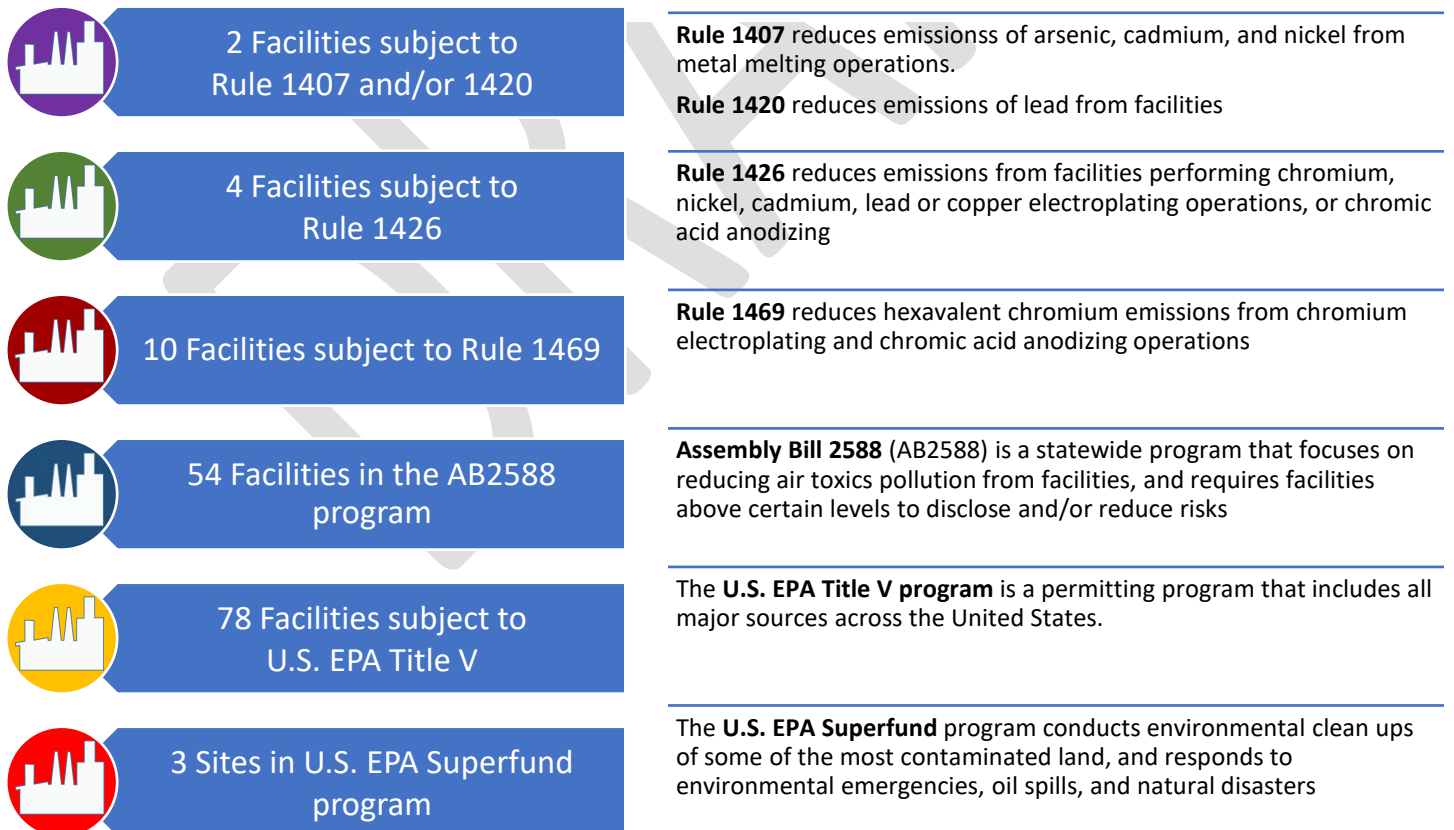 2 Facilities subject to
Rule 1407 and/or 1420
Rule 1407 reduces emissionss of arsenic, cadmium, and nickel from
metal melting operations.
Rule 1420 reduces emissions of lead from facilities
4 Facilities subject to
Rule 1426
Rule 1426 reduces emissions from facilities performing chromium,
nickel, cadmium, lead or copper electroplating operations, or chromic
acid anodizing
10 Facilities subject to Rule 1469
Rule 1469 reduces hexavalent chromium emissions from chromium
electroplating and chromic acid anodizing operations
54 Facilities in the AB2588
program
Assembly Bill 2588 (AB2588) is a statewide program that focuses on
reducing air toxics pollution from facilities, and requires facilities
above certain levels to disclose and/or reduce risks
78 Facilities subject to
U.S. EPA Title V
The U.S. EPA Title V program is a permitting program that includes all
major sources across the United States.
3 Sites in U.S. EPA Superfund
program
The U.S. EPA Superfund program conducts environmental clean ups
of some of the most contaminated land, and responds to
environmental emergencies, oil spills, and natural disasters